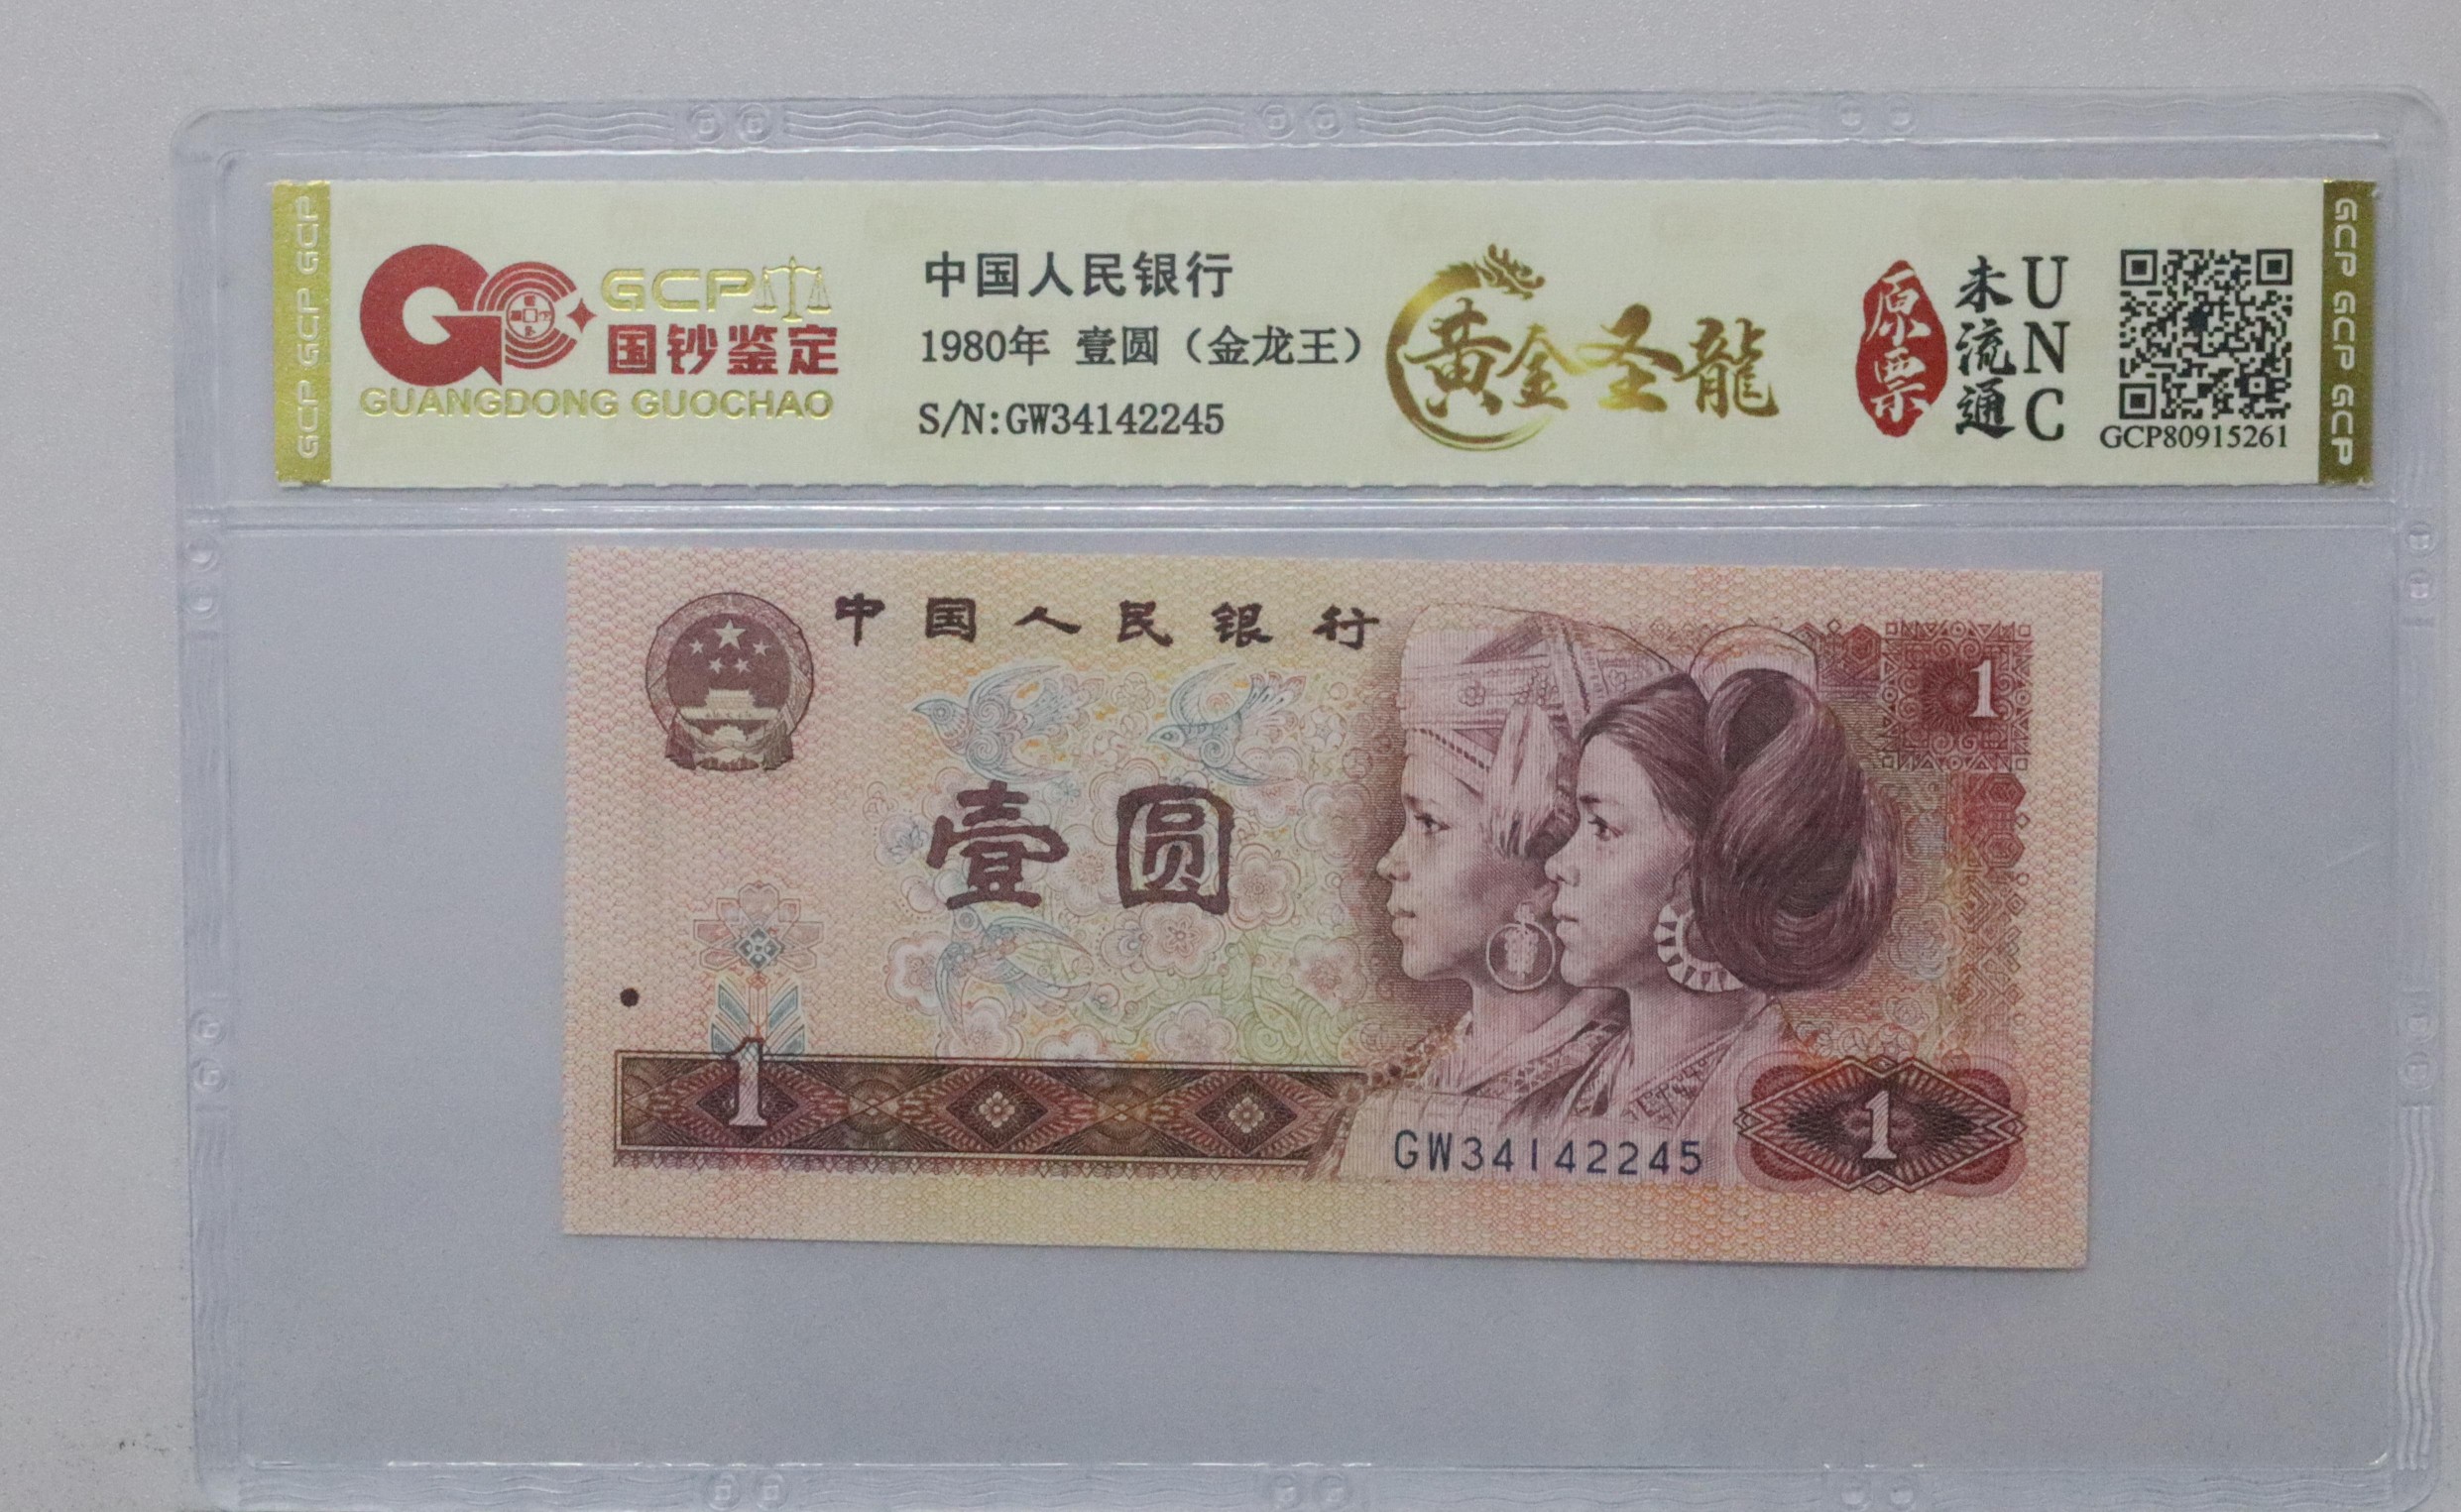 GCP GCP GCP
GCP
国钞鉴定
GUANGDONG GUOCHAO
中国人民银行
1980年 壹圆（金龙王）
S/N:GW34142245
黄金圣龍
原票
未流通
UNC
GCP80915261
GCP GCP GCP
中国人民银行
1
壹圆
1
1
GW34142245